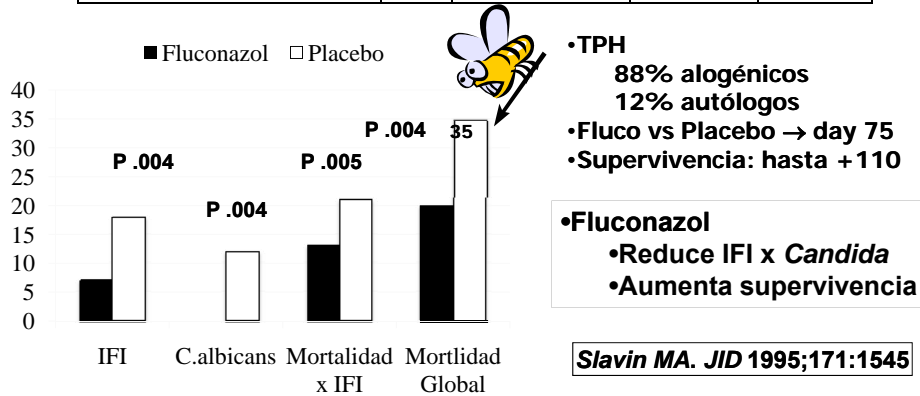 ■ Fluconazol □ Placebo
40
35
30
25
20
15
10
5
0
P .004
P .004
P .005
P .004
35
IFI
C.albicans
Mortalidad
x IFI
Mortlidad
Global
•TPH
88% alogénicos
12% autólogos
•Fluco vs Placebo → day 75
•Supervivencia: hasta +110
•Fluconazol
•Reduce IFI x Candida
•Aumenta supervivencia
Slavin MA. JID 1995;171:1545